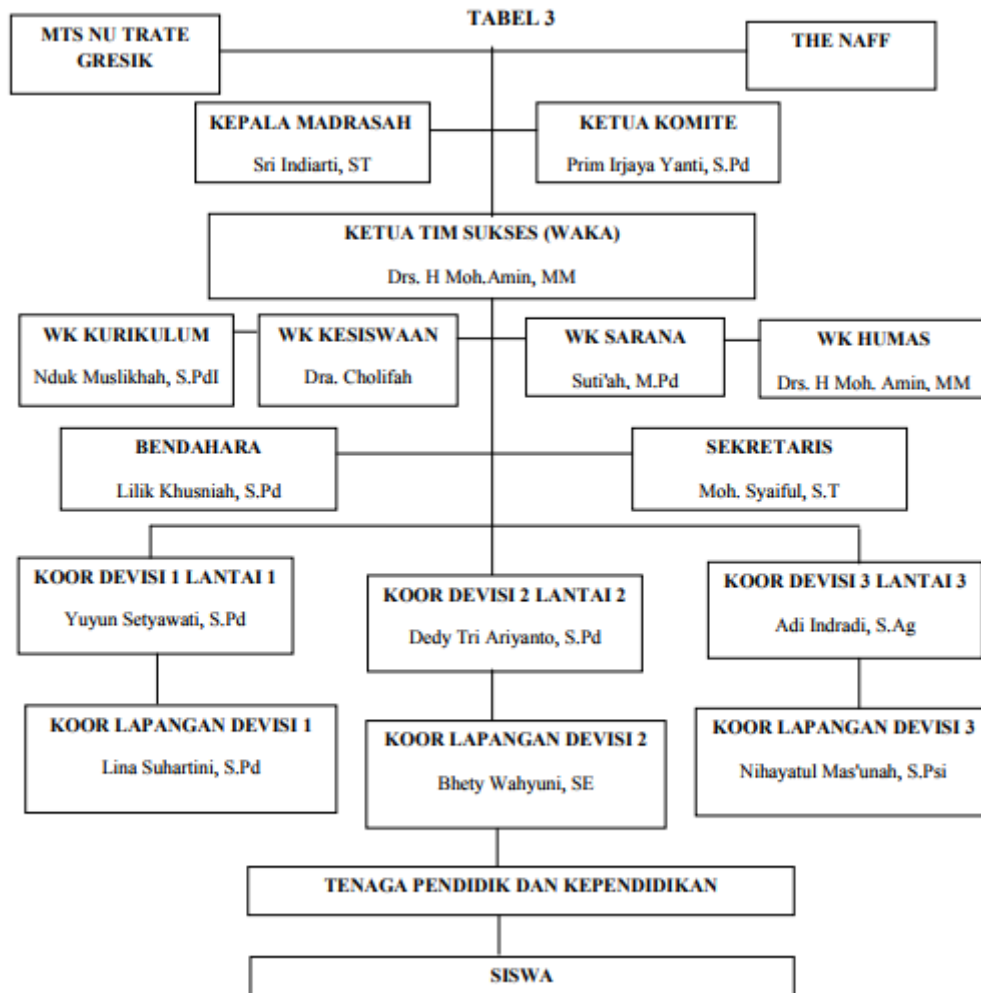 TABEL 3
MTS NU TRATE
GRESIK
THE NAFF
KEPALA MADRASAH
Sri Indiarti, ST
KETUA KOMITE
Prim Irjaya Yanti, S.Pd
KETUA TIM SUKSES (WAKA)
Drs. H Moh.Amin, MM
WK KURIKULUM
Nduk Muslikhah, S.PdI
WK KESISWAAN
Dra. Cholifah
WK SARANA
Suti'ah, M.Pd
WK HUMAS
Drs. H Moh. Amin, MM
BENDAHARA
Lilik Khusniah, S.Pd
SEKRETARIS
Moh. Syaiful, S.T
KOOR DEVISI 1 LANTAI 1
Yuyun Setyawati, S.Pd
KOOR DEVISI 2 LANTAI 2
Dedy Tri Ariyanto, S.Pd
KOOR DEVISI 3 LANTAI 3
Adi Indradi, S.Ag
KOOR LAPANGAN DEVISI 1
Lina Suhartini, S.Pd
KOOR LAPANGAN DEVISI 2
Bhety Wahyuni, SE
KOOR LAPANGAN DEVISI 3
Nihayatul Mas'unah, S.Psi
TENAGA PENDIDIK DAN KEPENDIDIKAN
SISWA